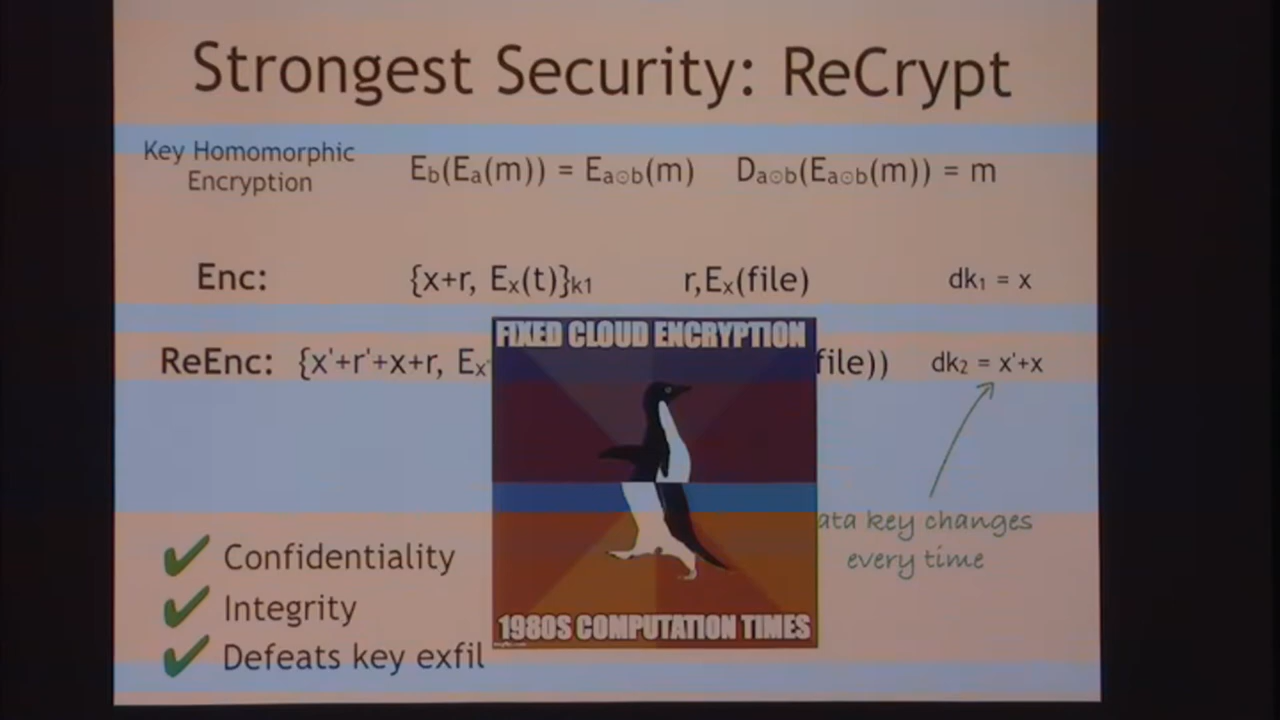 Strongest Security: ReCrypt
Key Homomorphic
Encryption
Eb(Ea(m)) = Ea⊙b(m) Da⊙b(Ea⊙b(m)) = m
Enc: {x+r, Ex(t)}k1 r,Ex(file) dk1 = x
ReEnc: {x'+r'+x+r, Ex' file)) dk2 = x'+x
FIXED CLOUD ENCRYPTION
1980S COMPUTATION TIMES
ata key changes
every time
✔ Confidentiality
✔ Integrity
✔ Defeats key exfil